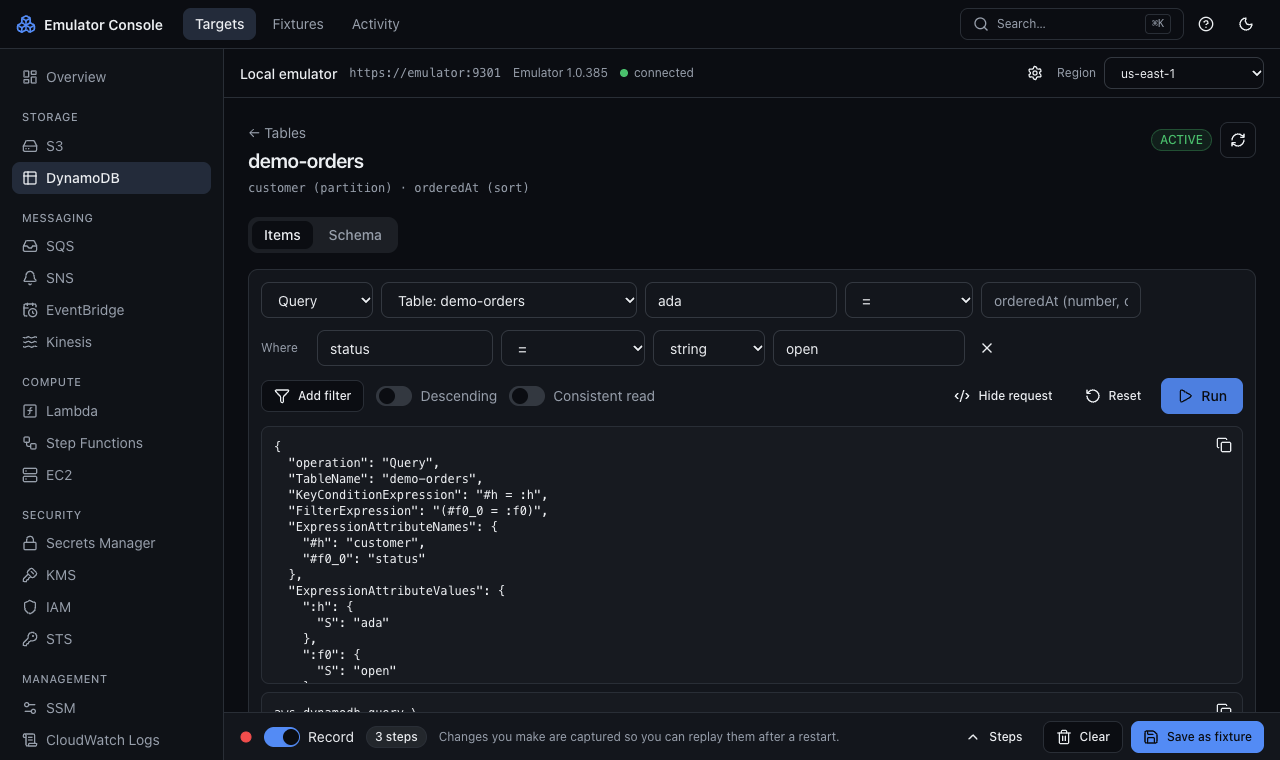 Emulator Console
Targets
Fixtures
Activity
Search...
⌘K
Overview
STORAGE
S3
DynamoDB
MESSAGING
SQS
SNS
EventBridge
Kinesis
COMPUTE
Lambda
Step Functions
EC2
SECURITY
Secrets Manager
KMS
IAM
STS
MANAGEMENT
SSM
CloudWatch Logs
Local emulator https://emulator:9301 Emulator 1.0.385 connected
Region us-east-1
← Tables
demo-orders
customer (partition) · orderedAt (sort)
ACTIVE
Items Schema
Query Table: demo-orders ada = orderedAt (number, 
Where status = string open
Add filter Descending Consistent read Hide request Reset Run
{
"operation": "Query",
"TableName": "demo-orders",
"KeyConditionExpression": "#h = :h",
"FilterExpression": "(#f0_0 = :f0)",
"ExpressionAttributeNames": {
"#h": "customer",
"#f0_0": "status"
},
"ExpressionAttributeValues": {
":h": {
"S": "ada"
},
":f0": {
"S": "open"
aws dynamodb query \
Record 3 steps Changes you make are captured so you can replay them after a restart. Steps Clear Save as fixture